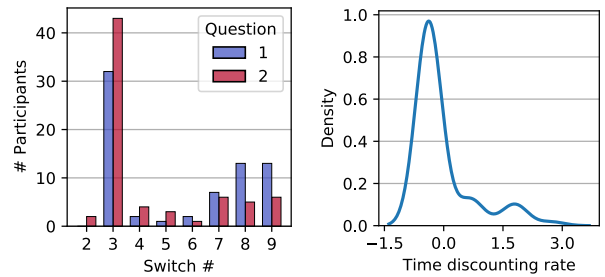 40
30
20
10
0
# Participants
Question
1
2
2 3 4 5 6 7 8 9
Switch #
1.0
0.8
0.6
0.4
0.2
0.0
Density
−1.5 0.0 1.5 3.0
Time discounting rate